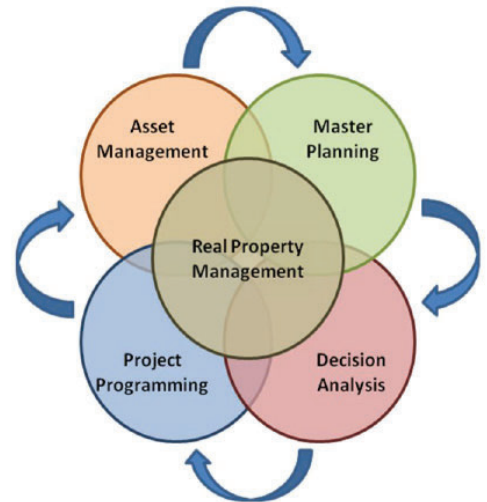 Asset
Management
Master
Planning
Real Property
Management
Project
Programming
Decision
Analysis